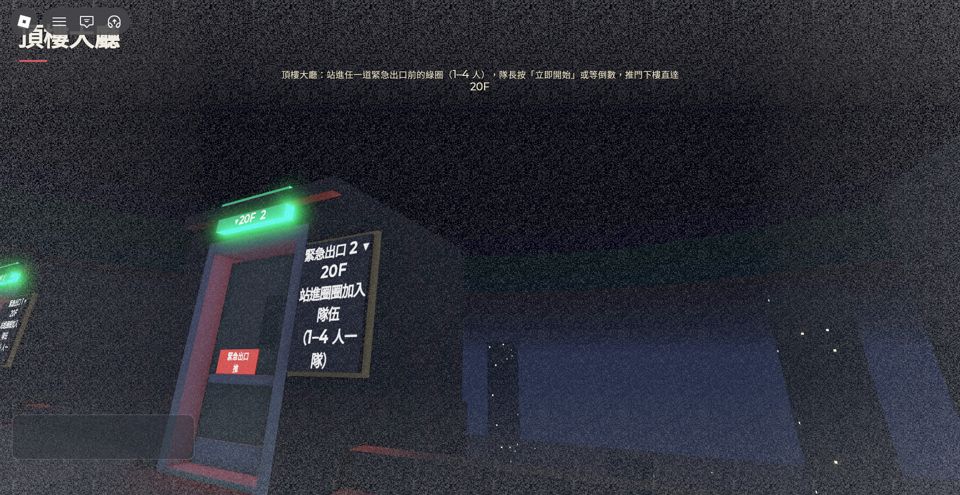 頂樓大廳
頂樓大廳：站進任一道緊急出口前的綠圈（1–4 人），隊長按「立即開始」或等倒數，推門下樓直達
20F
▼20F 2
緊急出口 2 ▼
20F
站進圈圈加入
隊伍
（1–4 人一
隊）
緊急出口
推